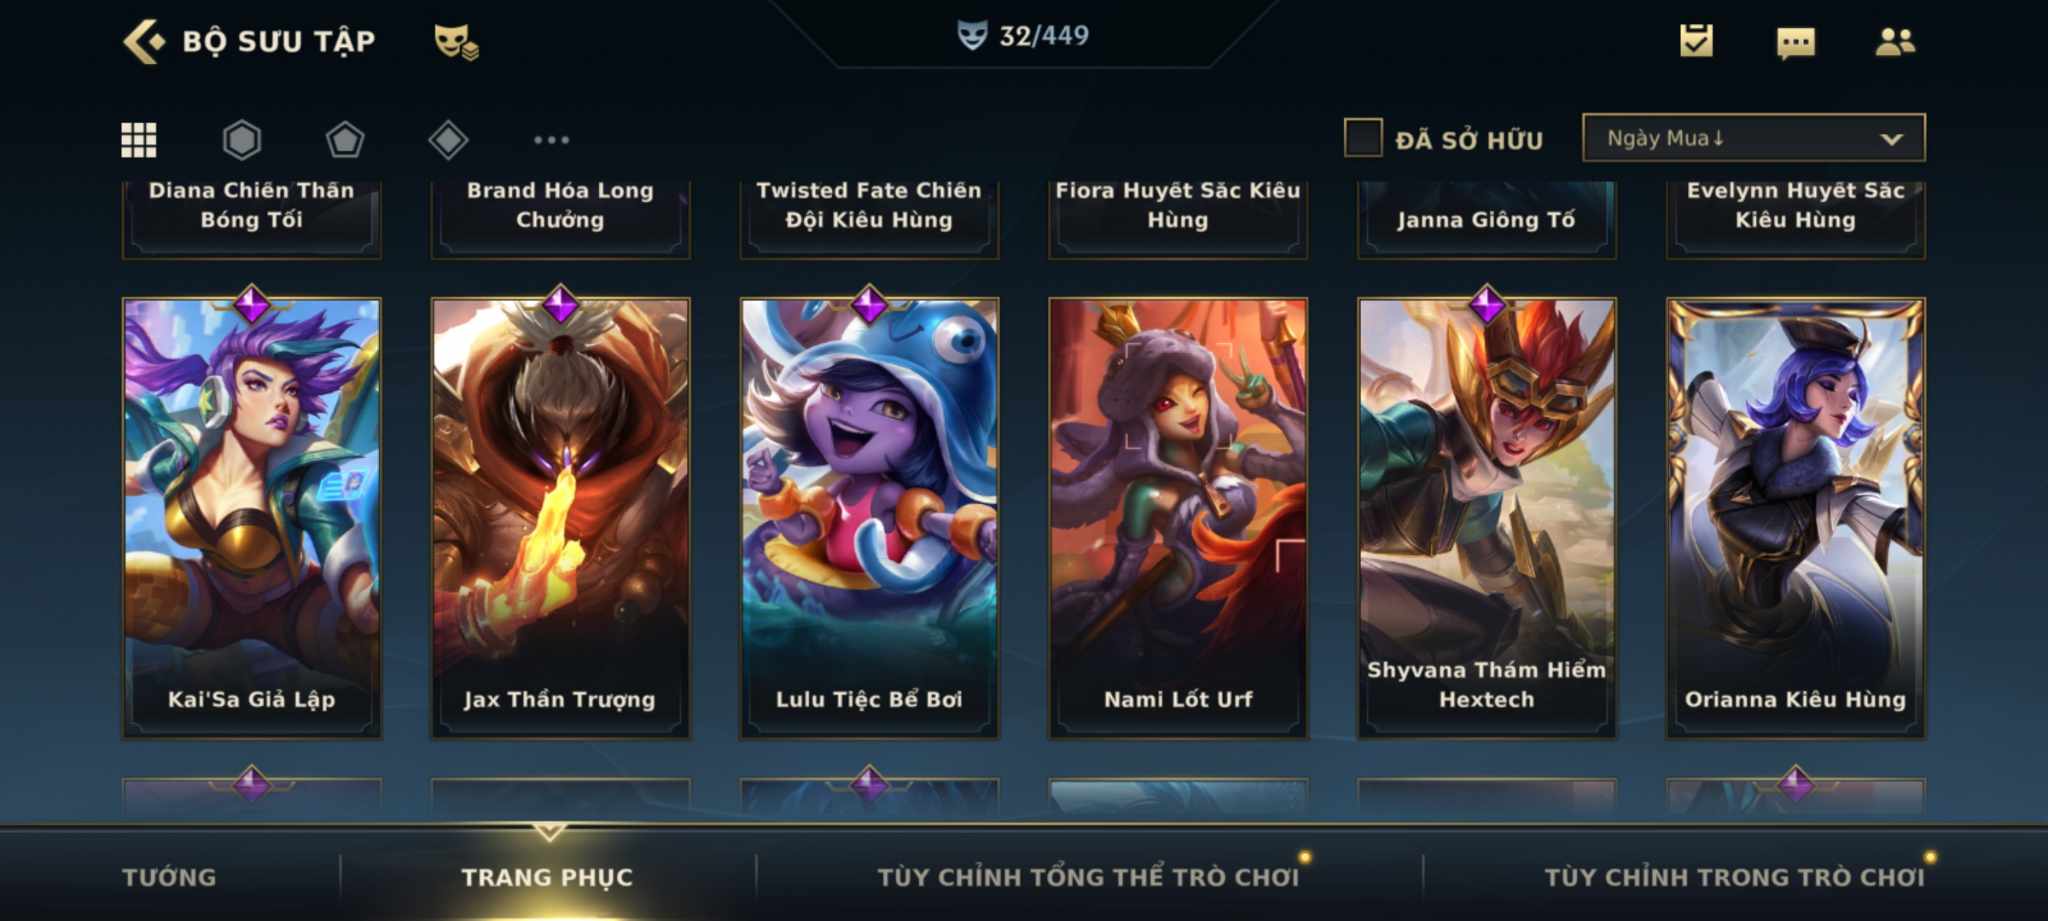 BỘ SƯU TẬP
32/449
ĐÃ SỞ HỮU
Ngày Mua↓
Diana Chiến Thần
Bóng Tối
Brand Hóa Long
Chưởng
Twisted Fate Chiến
Đội Kiêu Hùng
Fiora Huyết Sắc Kiêu
Hùng
Janna Giông Tố
Evelynn Huyết Sắc
Kiêu Hùng
Kai'Sa Giả Lập
Jax Thần Trượng
Lulu Tiệc Bể Bơi
Nami Lốt Urf
Shyvana Thám Hiểm
Hextech
Orianna Kiêu Hùng
TƯỚNG
TRANG PHỤC
TÙY CHỈNH TỔNG THỂ TRÒ CHƠI
TÙY CHỈNH TRONG TRÒ CHƠI